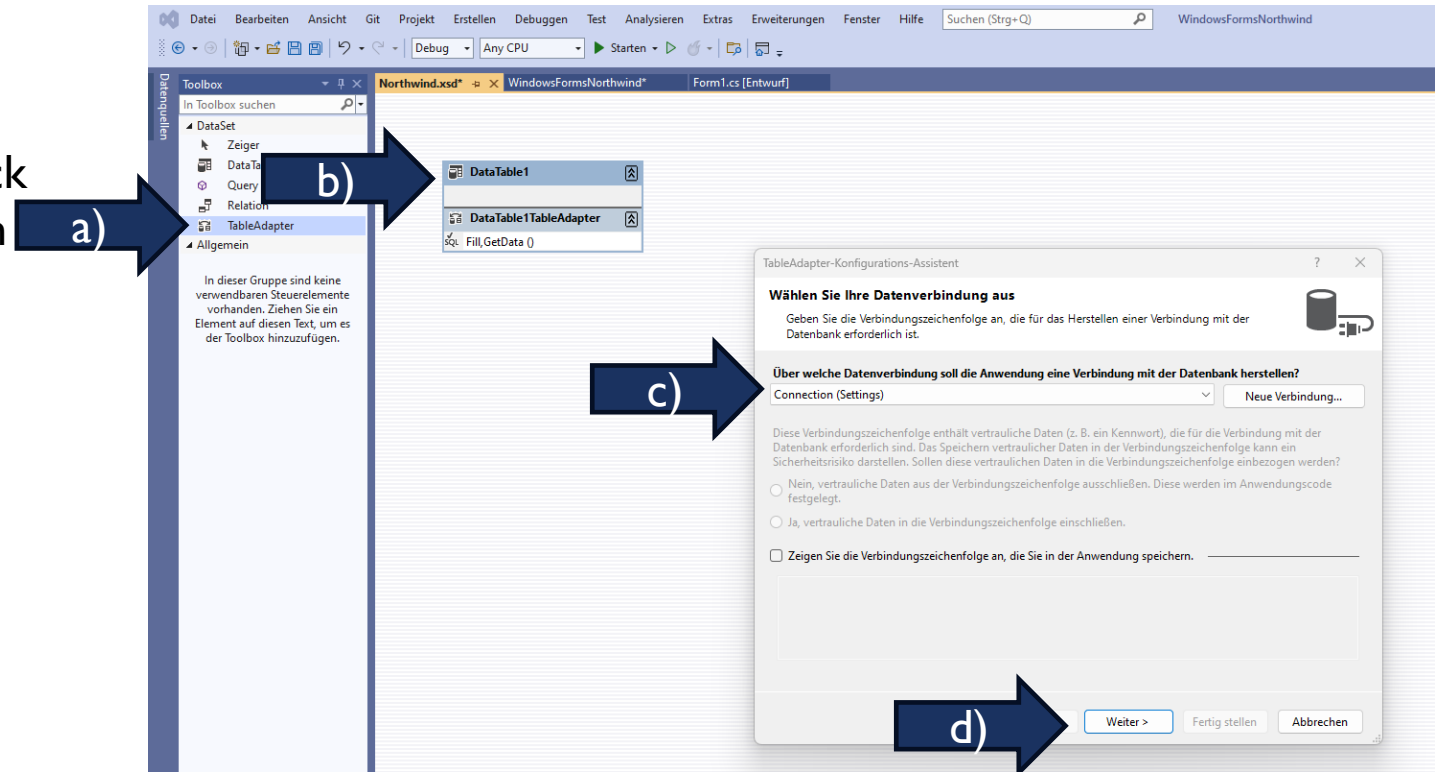 Datei Bearbeiten Ansicht Git Projekt Erstellen Debuggen Test Analysieren Extras Erweiterungen Fenster Hilfe Suchen (Strg+Q) WindowsFormsNorthwind
Debug Any CPU Starten
Datenquellen
Toolbox
In Toolbox suchen
DataSet
Zeiger
Query
Relation
TableAdapter
Allgemein
In dieser Gruppe sind keine
verwendbaren Steuerelemente
vorhanden. Ziehen Sie ein
Element auf diesen Text, um es
der Toolbox hinzuzufügen.
a)
Northwind.xsd* WindowsFormsNorthwind* Form1.cs [Entwurf]
b)
DataTable1
DataTable1TableAdapter
SQL Fill,GetData ()
TableAdapter-Konfigurations-Assistent ?
Wählen Sie Ihre Datenverbindung aus
Geben Sie die Verbindungszeichenfolge an, die für das Herstellen einer Verbindung mit der
Datenbank erforderlich ist.
Über welche Datenverbindung soll die Anwendung eine Verbindung mit der Datenbank herstellen?
c)
Connection (Settings) Neue Verbindung...
Diese Verbindungszeichenfolge enthält vertrauliche Daten (z. B. ein Kennwort), die für die Verbindung mit der
Datenbank erforderlich sind. Das Speichern vertraulicher Daten in der Verbindungszeichenfolge kann ein
Sicherheitsrisiko darstellen. Sollen diese vertraulichen Daten in die Verbindungszeichenfolge einbezogen werden?
Nein, vertrauliche Daten aus der Verbindungszeichenfolge ausschließen. Diese werden im Anwendungscode
festgelegt.
Ja, vertrauliche Daten in die Verbindungszeichenfolge einschließen.
Zeigen Sie die Verbindungszeichenfolge an, die Sie in der Anwendung speichern.
d)
Weiter > Fertig stellen Abbrechen